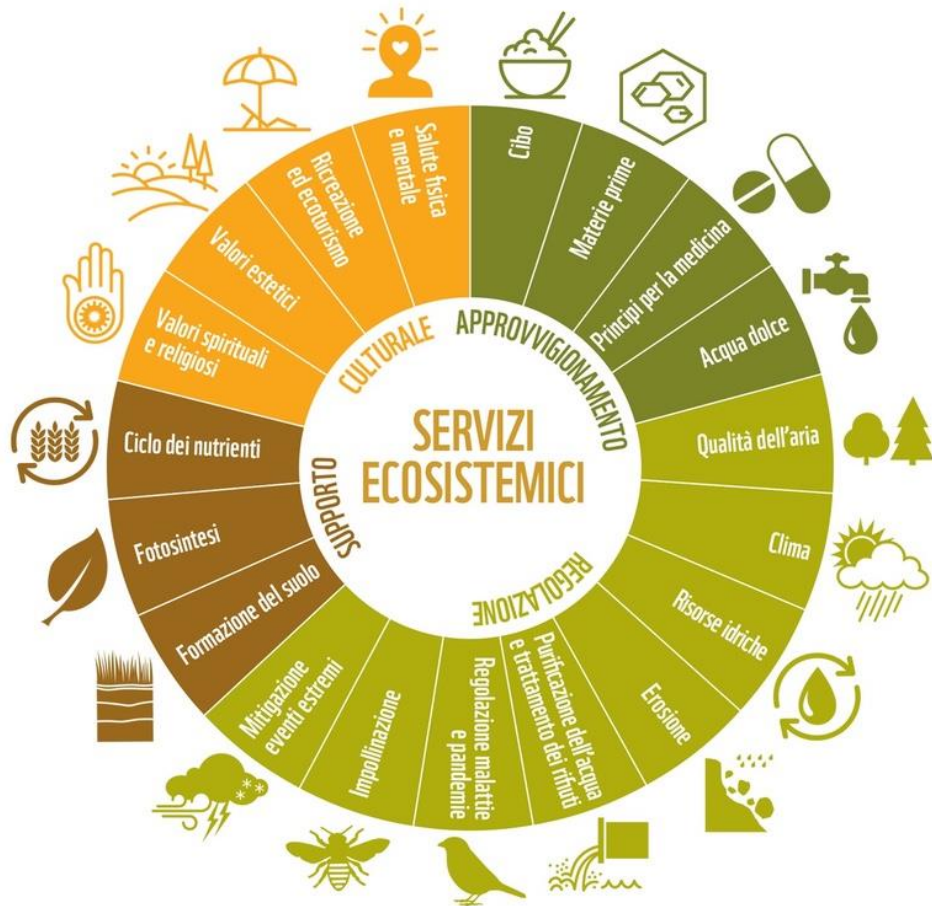 SERVIZI
ECOSISTEMICI
APPROVVIGIONAMENTO
Cibo
Materie prime
Principi per la medicina
Acqua dolce
REGOLAZIONE
Qualità dell'aria
Clima
Risorse idriche
Erosione
Purificazione dell'acqua
e trattamento dei rifiuti
Regolazione malattie
e pandemie
Impollinazione
Mitigazione
eventi estremi
SUPPORTO
Formazione del suolo
Fotosintesi
Ciclo dei nutrienti
CULTURALE
Valori spirituali
e religiosi
Valori estetici
Ricreazione
ed ecoturismo
Salute fisica
e mentale